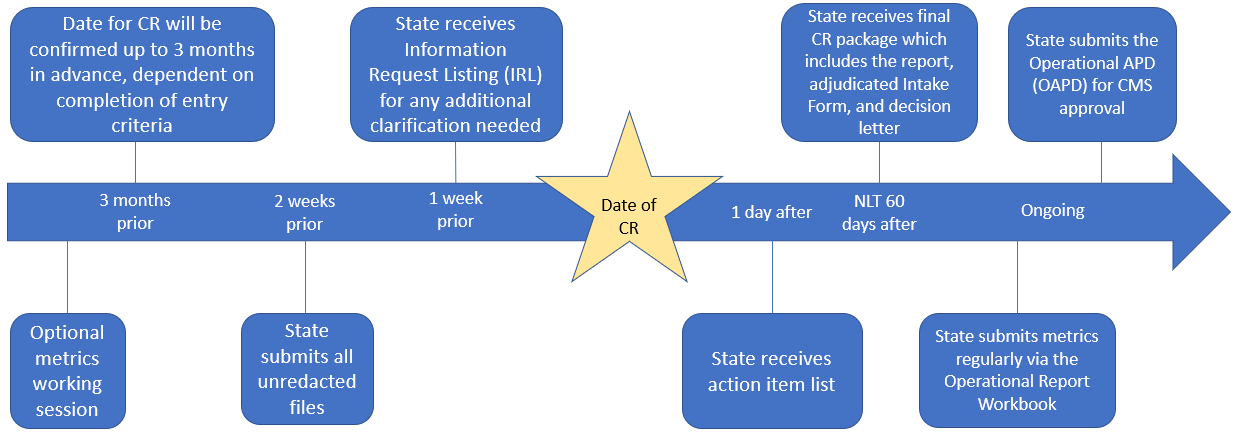 Date for CR will be
confirmed up to 3 months
in advance, dependent on
completion of entry
criteria
State receives
Information
Request Listing (IRL)
for any additional
clarification needed
State receives final
CR package which
includes the report,
adjudicated Intake
Form, and decision
letter
State submits the
Operational APD
(OAPD) for CMS
approval
3 months
prior
2 weeks
prior
1 week
prior
Date of
CR
1 day after
NLT 60
days after
Ongoing
Optional
metrics
working
session
State
submits all
unredacted
files
State receives
action item list
State submits metrics
regularly via the
Operational Report
Workbook